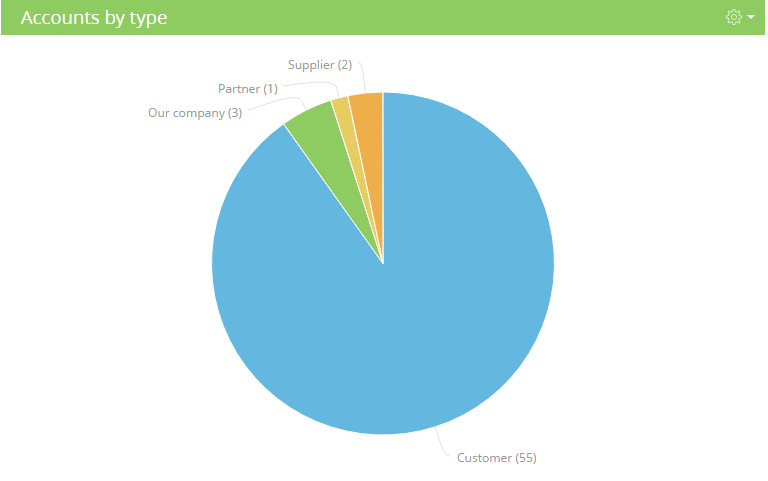 Accounts by type
Supplier (2)
Partner (1)
Our company (3)
Customer (55)